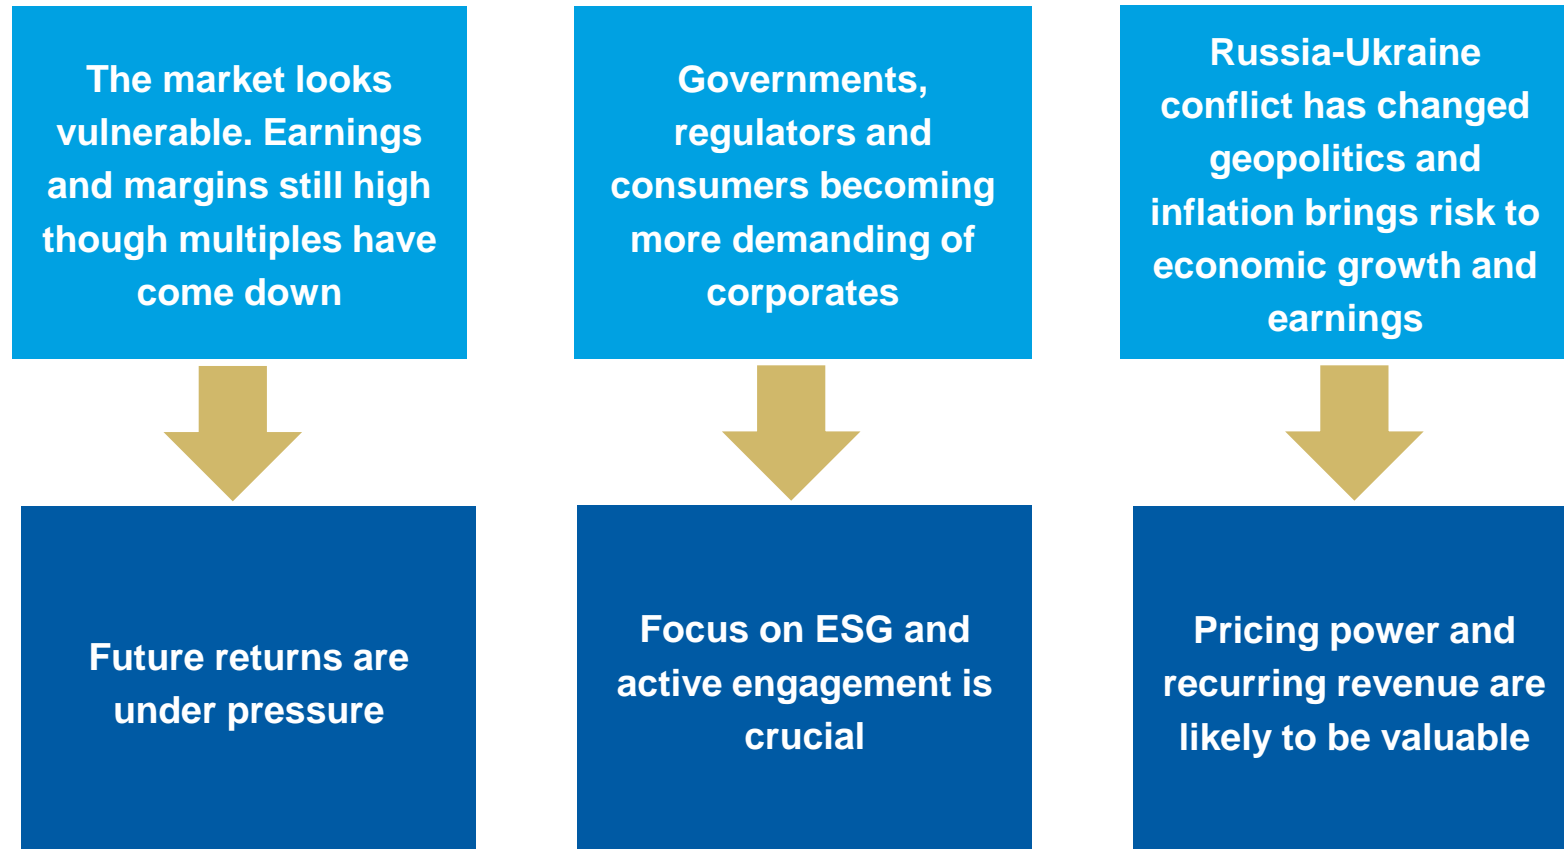 The market looks
vulnerable. Earnings
and margins still high
though multiples have
come down
Governments,
regulators and
consumers becoming
more demanding of
corporates
Russia-Ukraine
conflict has changed
geopolitics and
inflation brings risk to
economic growth and
earnings
Future returns are
under pressure
Focus on ESG and
active engagement is
crucial
Pricing power and
recurring revenue are
likely to be valuable